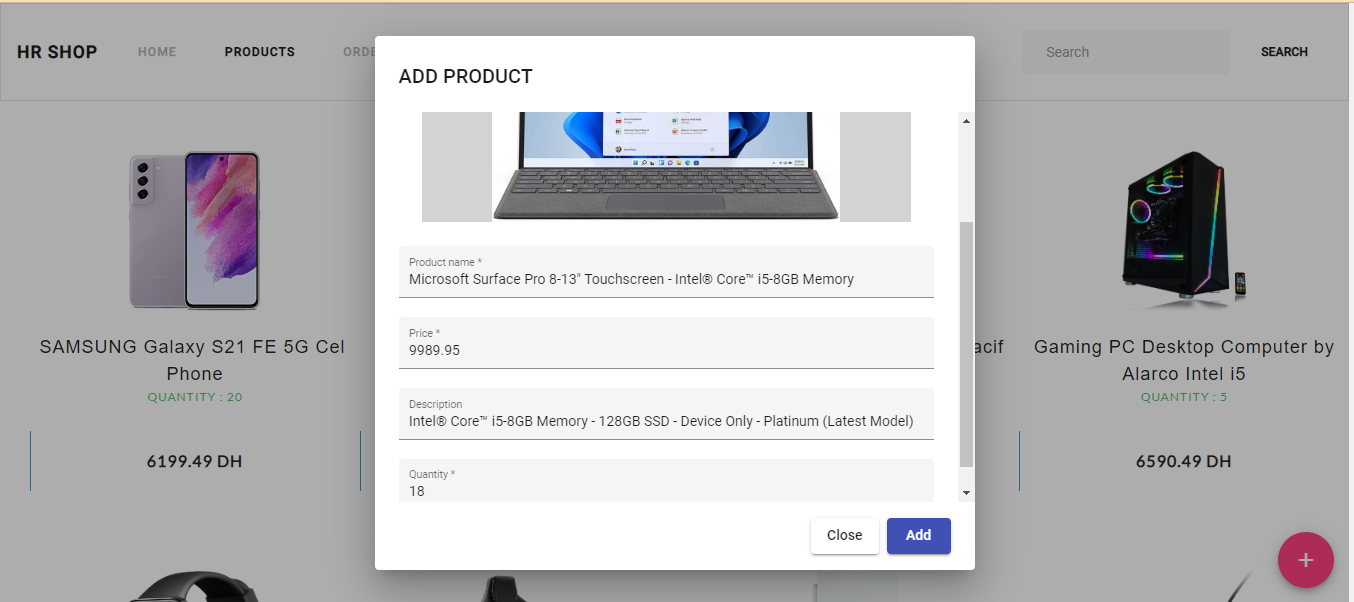 HR SHOP
HOME
PRODUCTS
ORDE
Search
SEARCH
ADD PRODUCT
Product name *
Microsoft Surface Pro 8-13" Touchscreen - Intel® Core™ i5-8GB Memory
Price *
9989.95
Description
Intel® Core™ i5-8GB Memory - 128GB SSD - Device Only - Platinum (Latest Model)
Quantity *
18
Close
Add
SAMSUNG Galaxy S21 FE 5G Cel
Phone
QUANTITY : 20
6199.49 DH
acif
Gaming PC Desktop Computer by
Alarco Intel i5
QUANTITY : 5
6590.49 DH
+